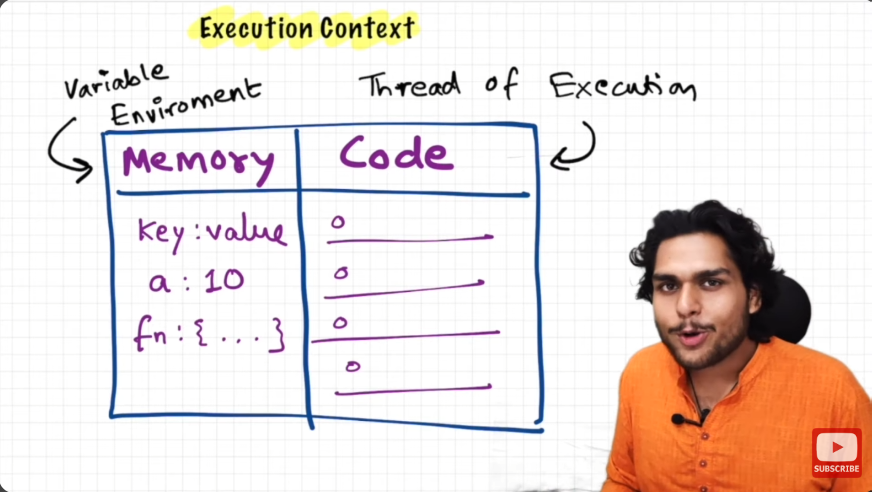 Execution Context
Variable
Enviroment
Thread of Execution
Memory
Code
key : value
a : 10
fn : { . . . }
SUBSCRIBE